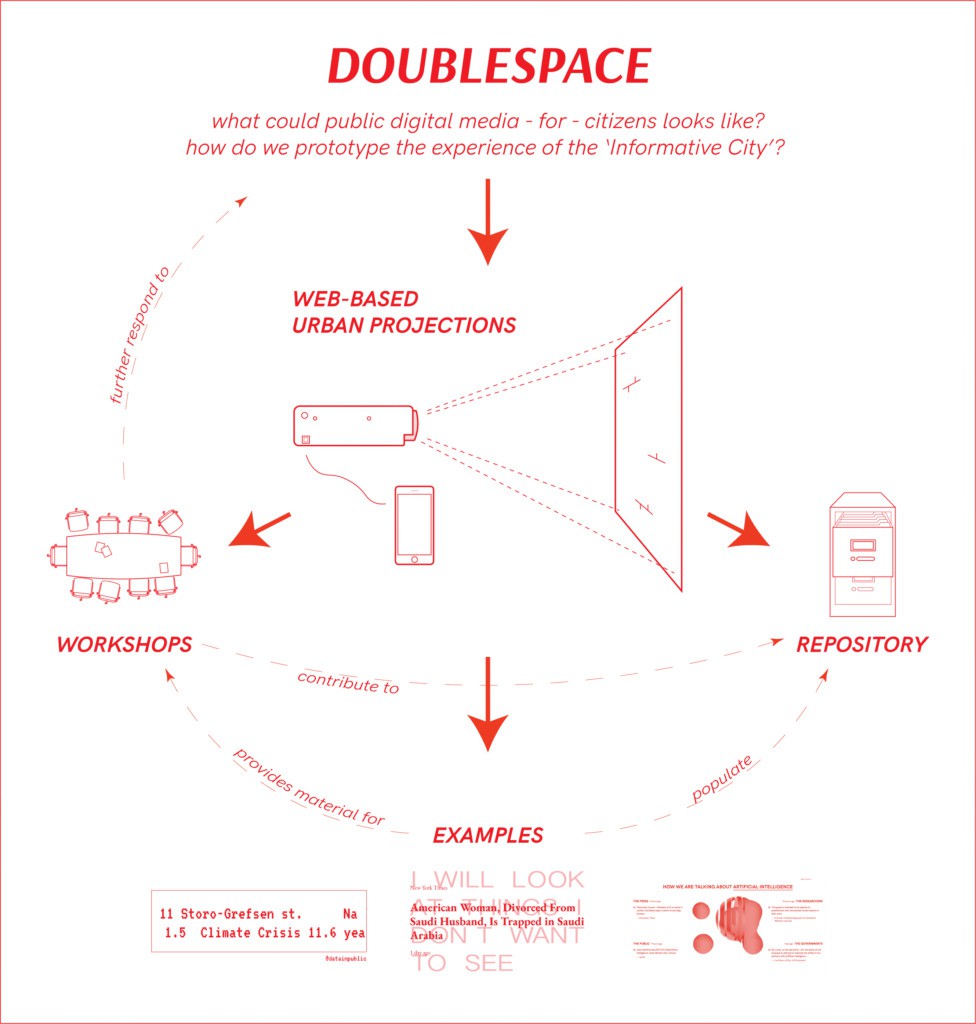 DOUBLESPACE
what could public digital media - for - citizens looks like?
how do we prototype the experience of the ‘Informative City’?
further respond to
WEB-BASED
URBAN PROJECTIONS
WORKSHOPS
REPOSITORY
contribute to
provides material for
populate
EXAMPLES
11 Storo-Grefsen st. Na
1.5 Climate Crisis 11.6 yea
@datainpublic
I WILL LOOK
AT THINGS I
DON'T WANT
TO SEE
New York Times
American Woman, Divorced From
Saudi Husband, Is Trapped in Saudi
Arabia
HOW WE ARE TALKING ABOUT ARTIFICIAL INTELLIGENCE
THE PRESS
THE RESEARCHERS
THE PUBLIC
THE GOVERNMENTS